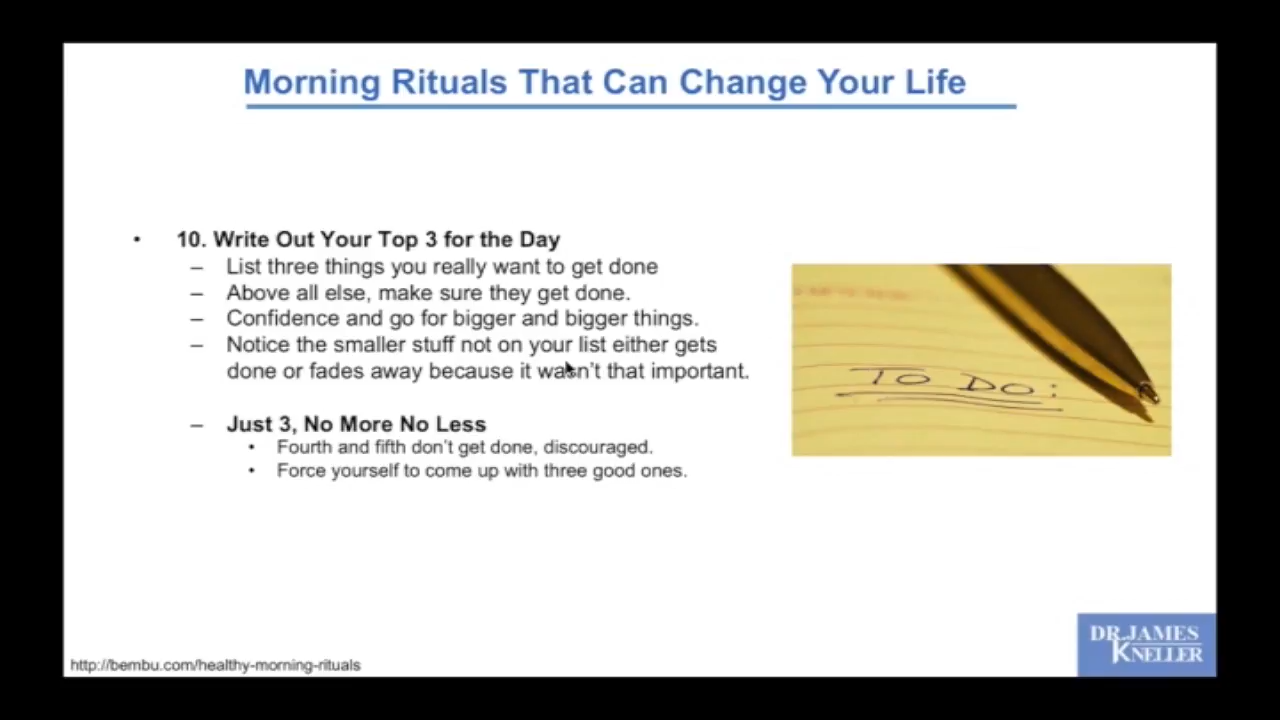 Morning Rituals That Can Change Your Life
• 10. Write Out Your Top 3 for the Day
– List three things you really want to get done
– Above all else, make sure they get done.
– Confidence and go for bigger and bigger things.
– Notice the smaller stuff not on your list either gets
done or fades away because it wasn't that important.
– Just 3, No More No Less
• Fourth and fifth don't get done, discouraged.
• Force yourself to come up with three good ones.
TO DO:
http://bembu.com/healthy-morning-rituals
DR.JAMES
KNELLER